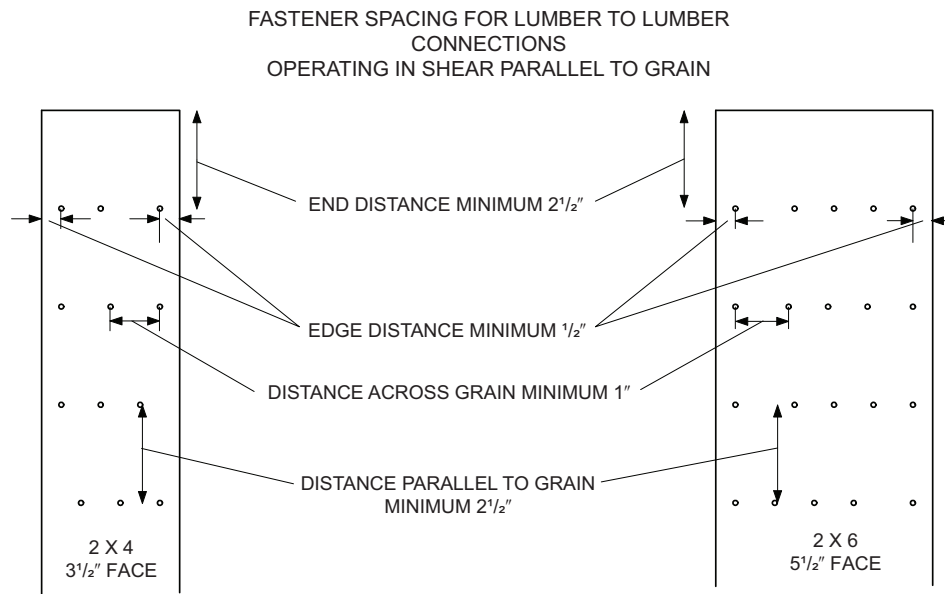 FASTENER SPACING FOR LUMBER TO LUMBER
CONNECTIONS
OPERATING IN SHEAR PARALLEL TO GRAIN
END DISTANCE MINIMUM 2¹/₂″
EDGE DISTANCE MINIMUM ¹/₂″
DISTANCE ACROSS GRAIN MINIMUM 1″
DISTANCE PARALLEL TO GRAIN
MINIMUM 2¹/₂″
2 X 4
3¹/₂″ FACE
2 X 6
5¹/₂″ FACE